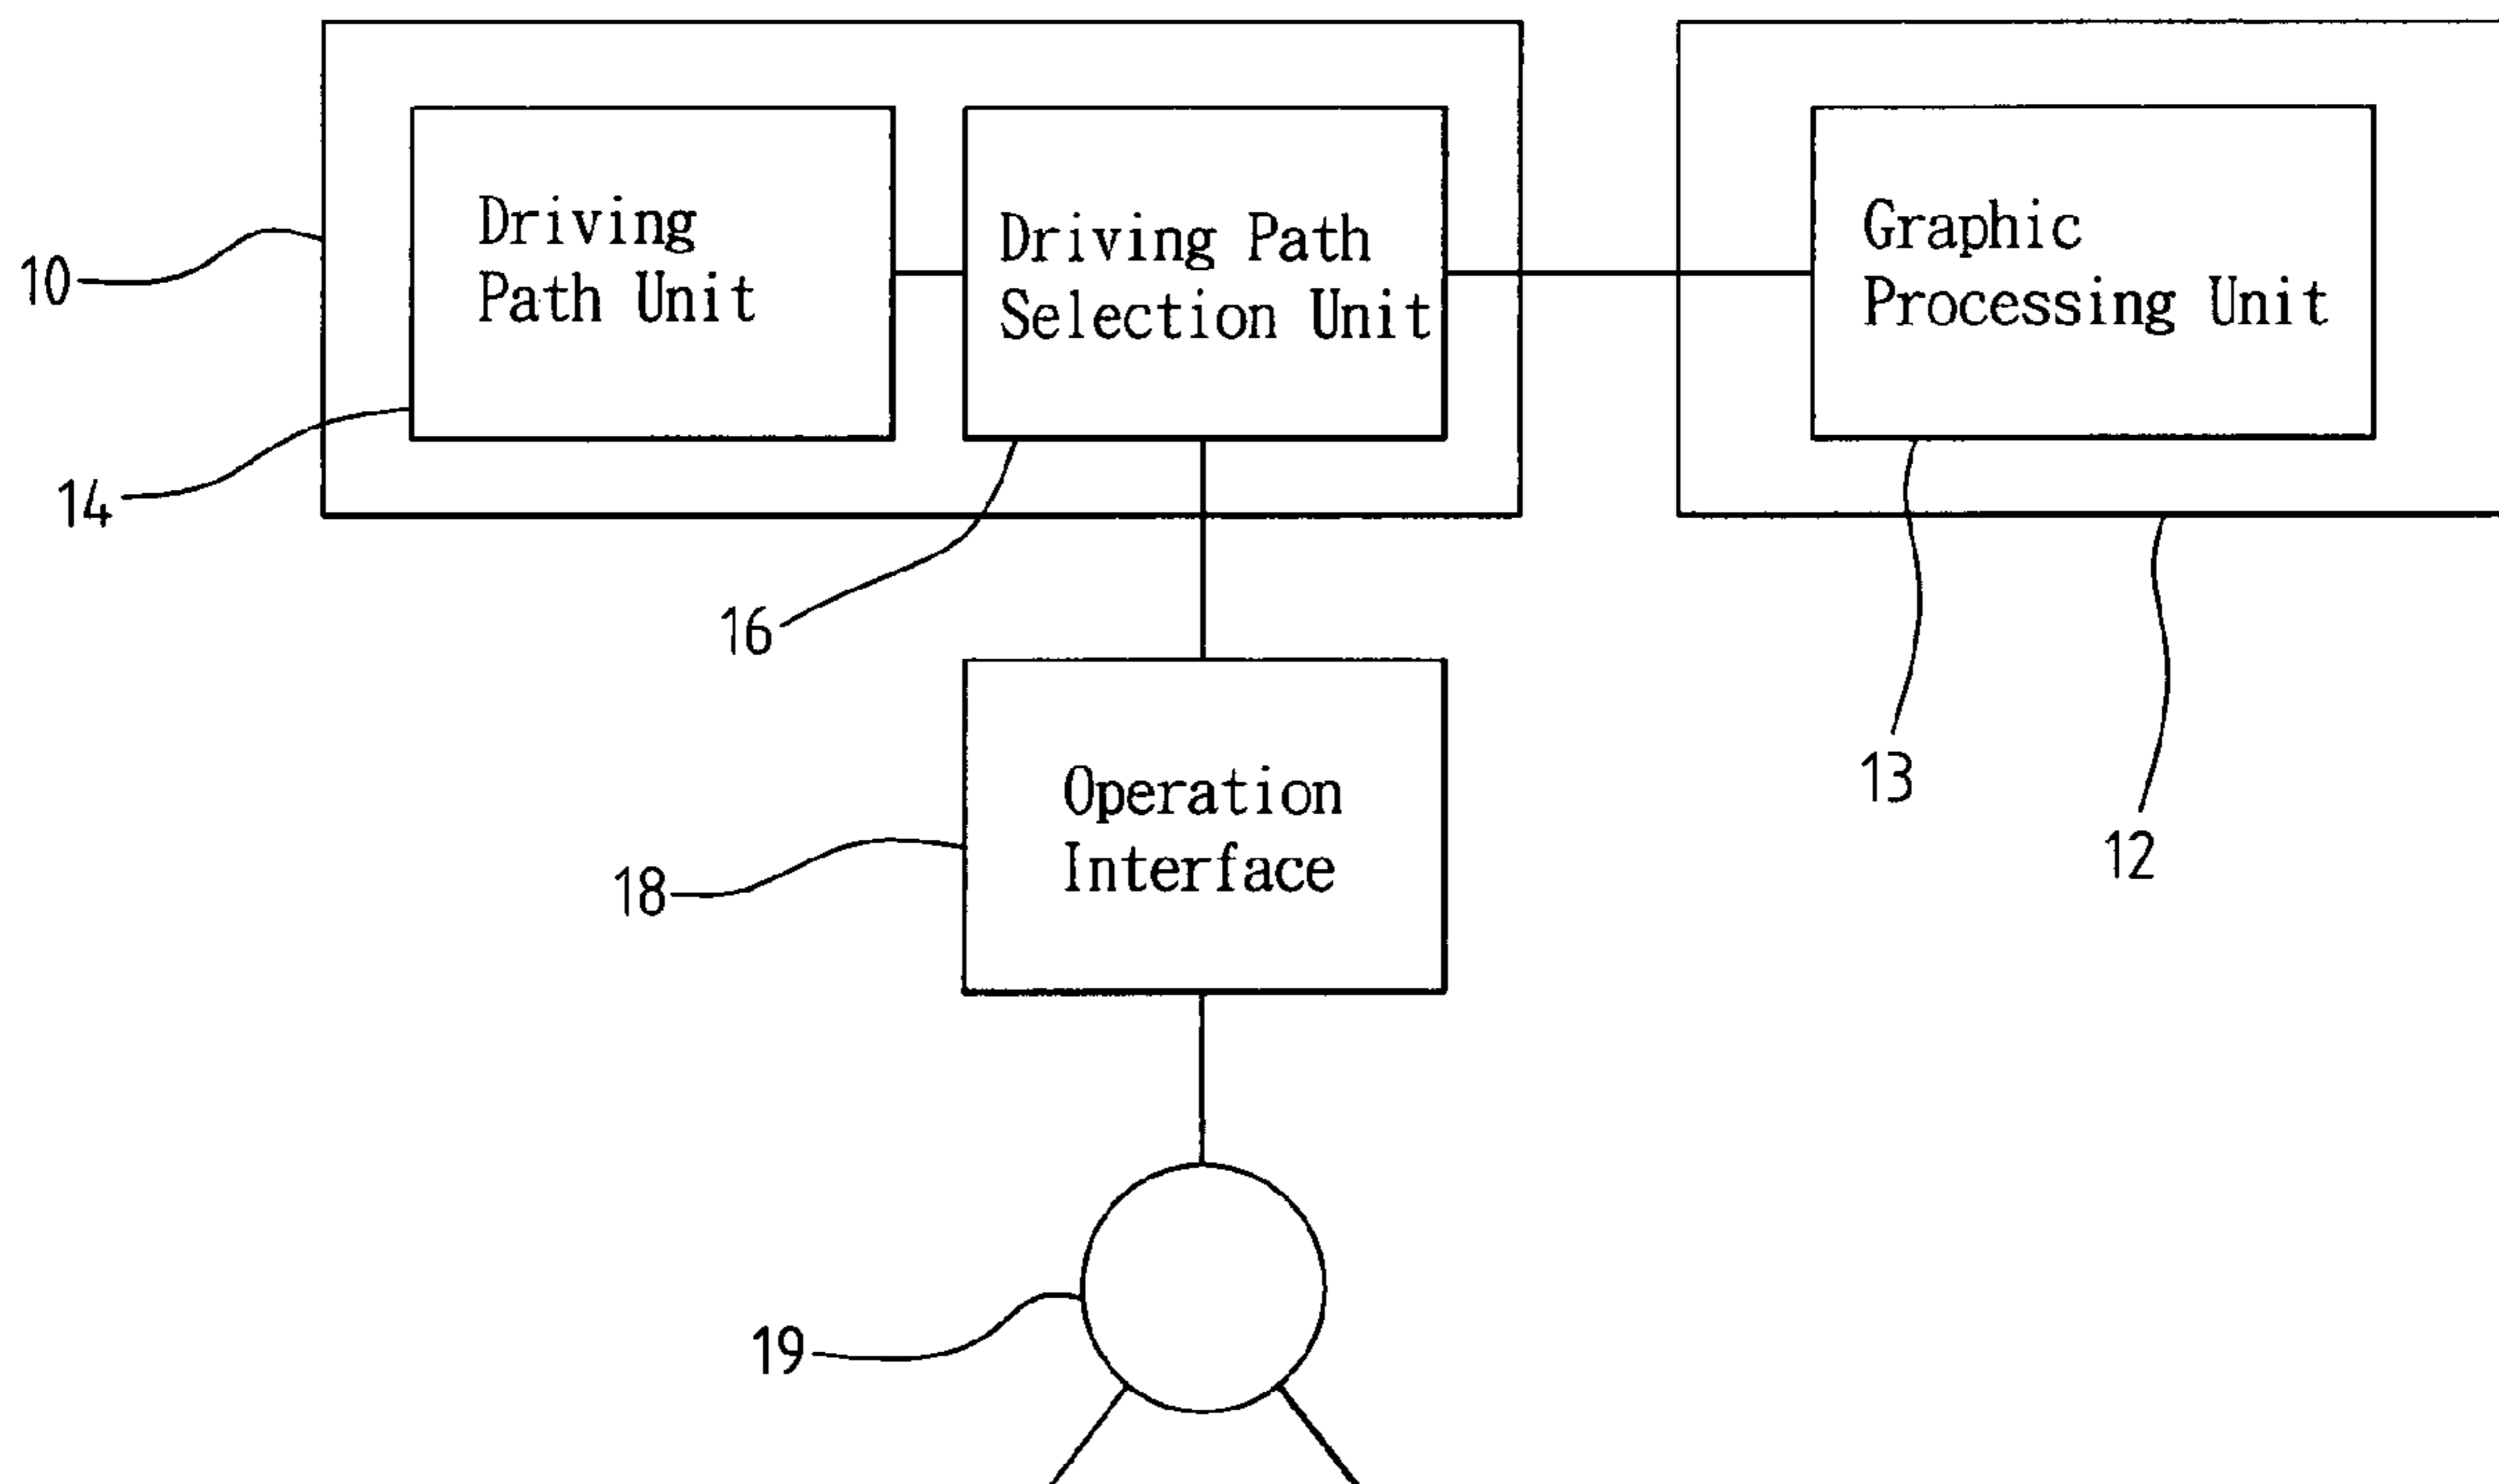 Driving
Path Unit
Driving Path
Selection Unit
Graphic
Processing Unit
10
14
16
Operation
Interface
13
12
18
19